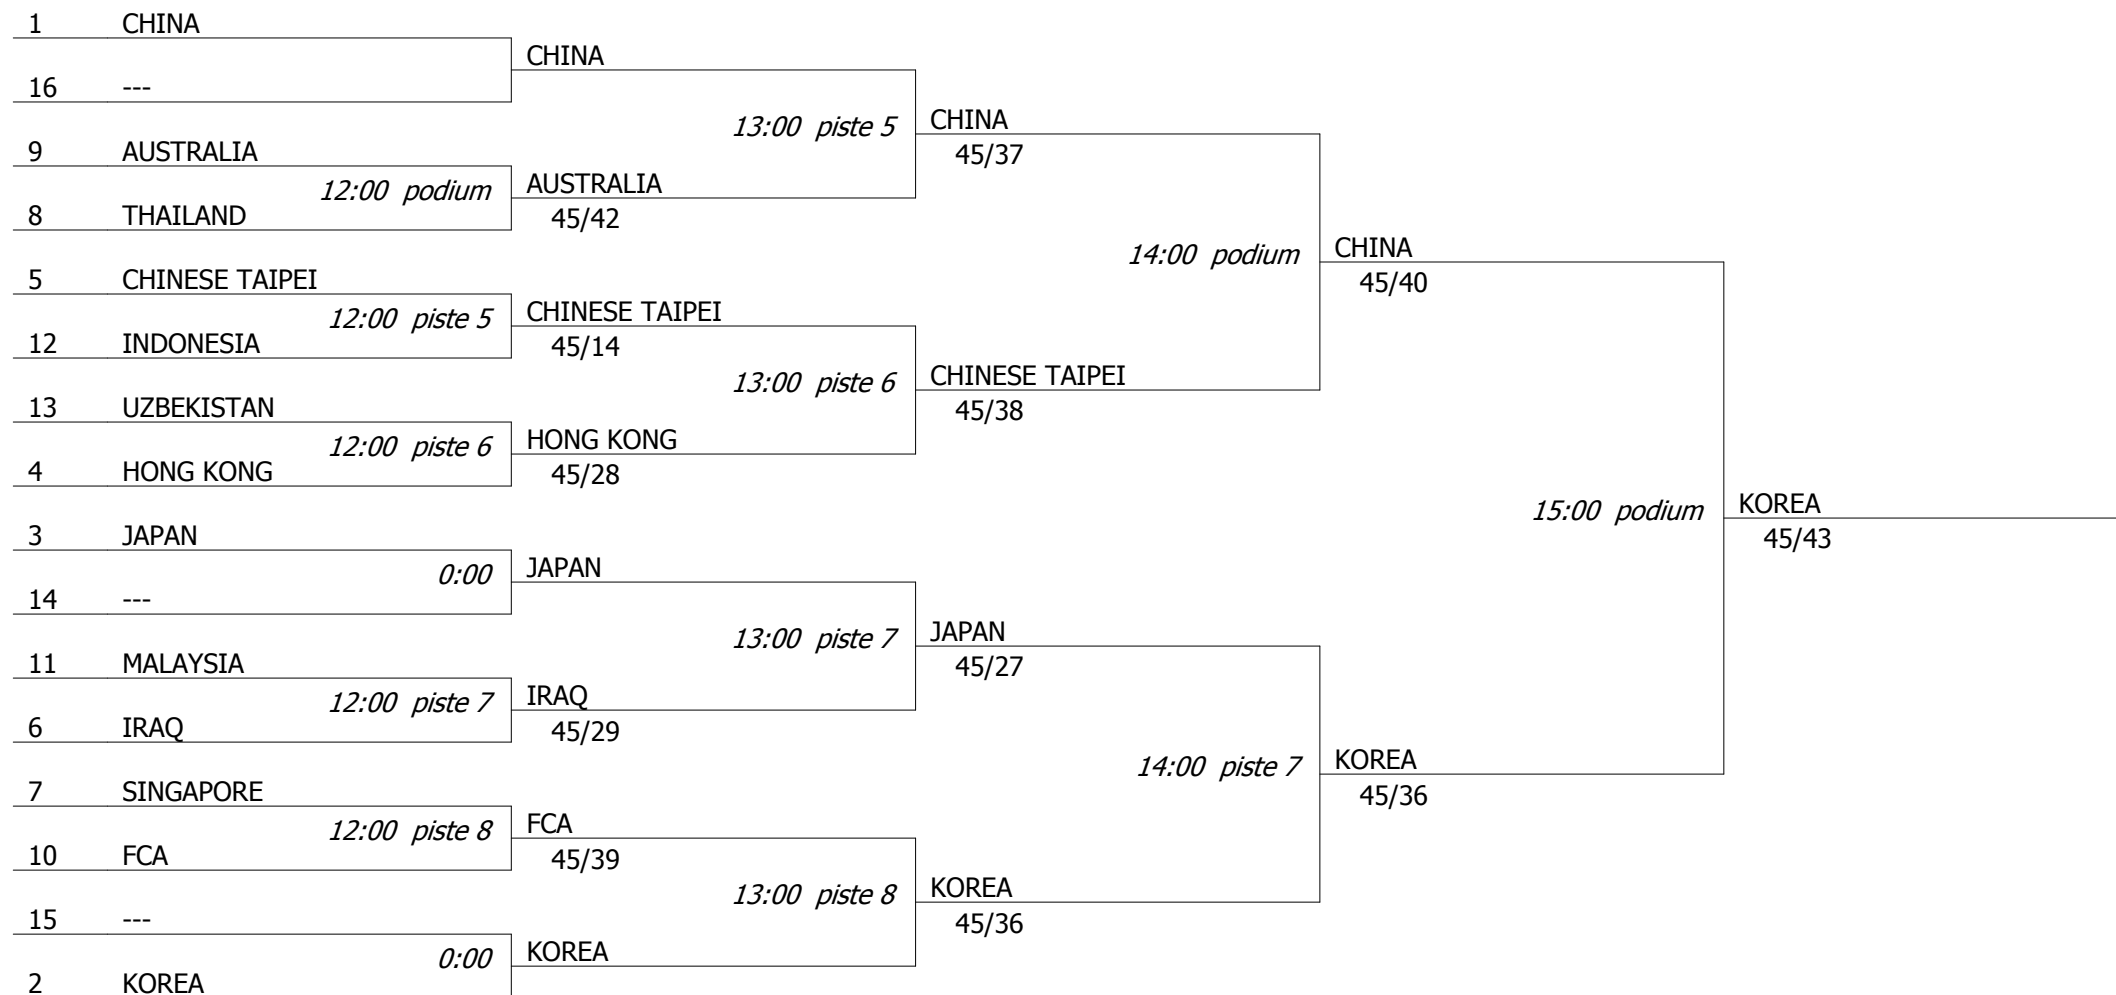 1 CHINA
CHINA
16 ---
13:00 piste 5
CHINA
45/37
9 AUSTRALIA
12:00 podium
AUSTRALIA
45/42
8 THAILAND
14:00 podium
CHINA
45/40
5 CHINESE TAIPEI
12:00 piste 5
CHINESE TAIPEI
45/14
12 INDONESIA
13:00 piste 6
CHINESE TAIPEI
45/38
13 UZBEKISTAN
12:00 piste 6
HONG KONG
45/28
4 HONG KONG
15:00 podium
KOREA
45/43
3 JAPAN
0:00
JAPAN
14 ---
13:00 piste 7
JAPAN
45/27
11 MALAYSIA
12:00 piste 7
IRAQ
45/29
6 IRAQ
14:00 piste 7
KOREA
45/36
7 SINGAPORE
12:00 piste 8
FCA
45/39
10 FCA
13:00 piste 8
KOREA
45/36
15 ---
0:00
KOREA
2 KOREA